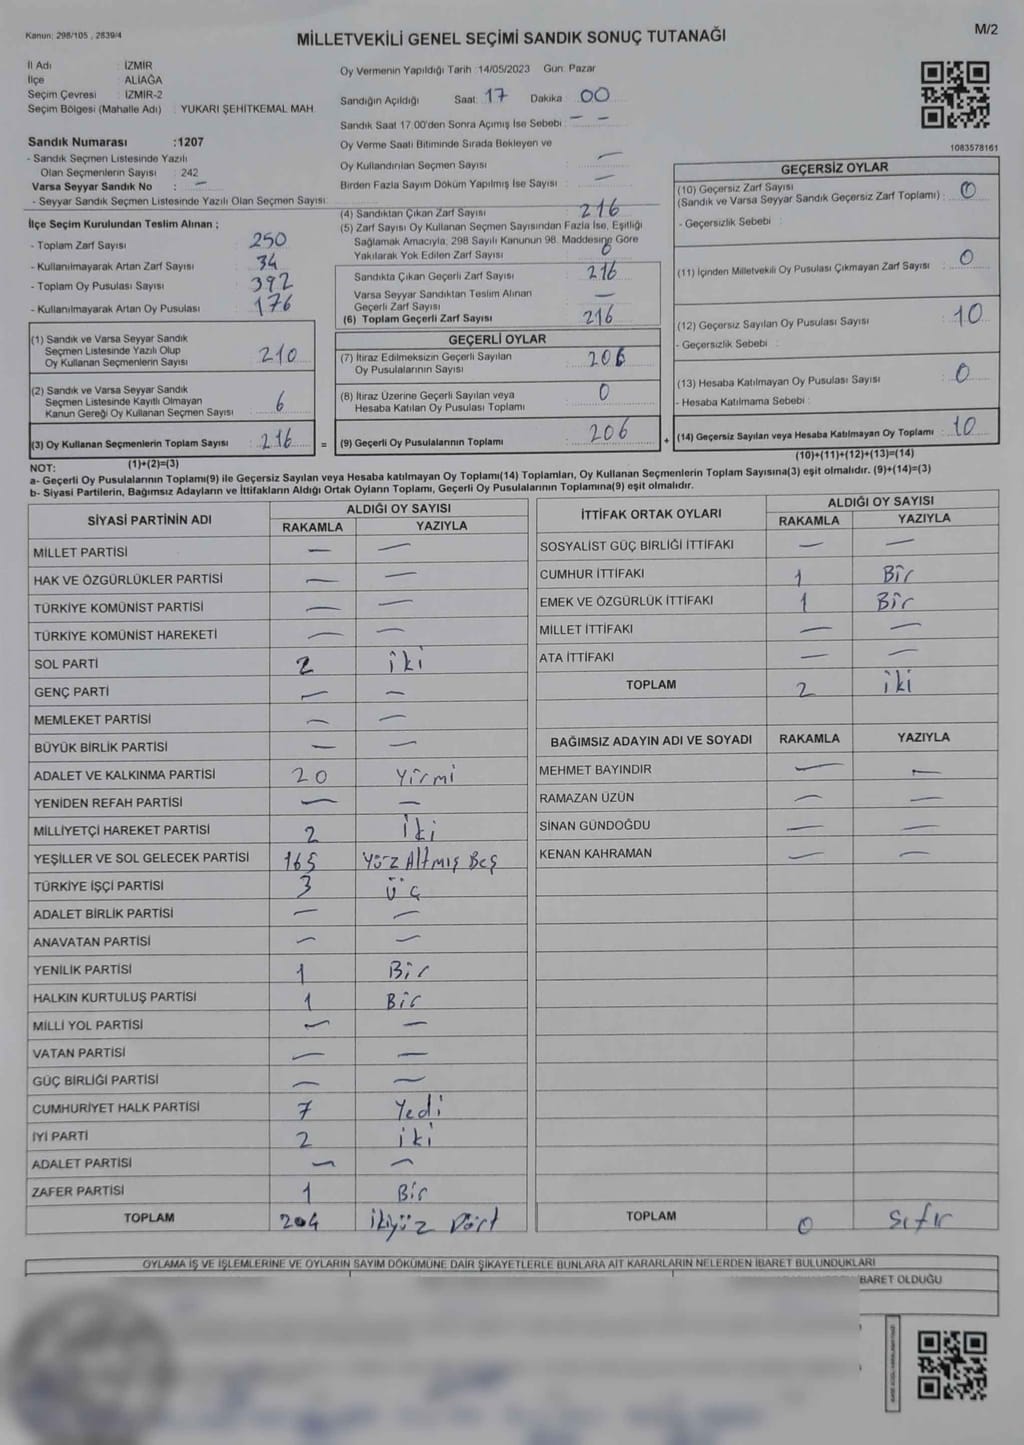 Kanun: 298/105 , 2839/4
MİLLETVEKİLİ GENEL SEÇİMİ SANDIK SONUÇ TUTANAĞI
M/2
İl Adı : İZMİR
İlçe : ALİAĞA
Seçim Çevresi : İZMİR-2
Seçim Bölgesi (Mahalle Adı) : YUKARI ŞEHİTKEMAL MAH.
Sandık Numarası :1207
- Sandık Seçmen Listesinde Yazılı
Olan Seçmenlerin Sayısı : 242
Varsa Seyyar Sandık No : —
- Seyyar Sandık Seçmen Listesinde Yazılı Olan Seçmen Sayısı:
İlçe Seçim Kurulundan Teslim Alınan ;
- Toplam Zarf Sayısı : 250
- Kullanılmayarak Artan Zarf Sayısı : 34
- Toplam Oy Pusulası Sayısı : 392
- Kullanılmayarak Artan Oy Pusulası : 176
(1) Sandık ve Varsa Seyyar Sandık
Seçmen Listesinde Yazılı Olup
Oy Kullanan Seçmenlerin Sayısı : 210
(2) Sandık ve Varsa Seyyar Sandık
Seçmen Listesinde Kayıtlı Olmayan
Kanun Gereği Oy Kullanan Seçmen Sayısı : 6
(3) Oy Kullanan Seçmenlerin Toplam Sayısı : 216
(1)+(2)=(3)
Oy Vermenin Yapıldığı Tarih :14/05/2023 Gün: Pazar
Sandığın Açıldığı Saat: 17 Dakika : 00
Sandık Saat 17.00'den Sonra Açımış İse Sebebi : — —
Oy Verme Saati Bitiminde Sırada Bekleyen ve
Oy Kullandırılan Seçmen Sayısı : —
Birden Fazla Sayım Döküm Yapılmış İse Sayısı : —
(4) Sandıktan Çıkan Zarf Sayısı : 216
(5) Zarf Sayısı Oy Kullanan Seçmen Sayısından Fazla İse, Eşitliği
Sağlamak Amacıyla, 298 Sayılı Kanunun 98. Maddesine Göre
Yakılarak Yok Edilen Zarf Sayısı : 0
Sandıkta Çıkan Geçerli Zarf Sayısı : 216
Varsa Seyyar Sandıktan Teslim Alınan
Geçerli Zarf Sayısı : —
(6) Toplam Geçerli Zarf Sayısı : 216
GEÇERLİ OYLAR
(7) İtiraz Edilmeksizin Geçerli Sayılan
Oy Pusulalarının Sayısı : 206
(8) İtiraz Üzerine Geçerli Sayılan veya
Hesaba Katılan Oy Pusulası Toplamı : 0
= (9) Geçerli Oy Pusulalarının Toplamı : 206 +
1083578161
GEÇERSİZ OYLAR
(10) Geçersiz Zarf Sayısı
(Sandık ve Varsa Seyyar Sandık Geçersiz Zarf Toplamı) : 0
- Geçersizlik Sebebi :
(11) İçinden Milletvekili Oy Pusulası Çıkmayan Zarf Sayısı : 0
(12) Geçersiz Sayılan Oy Pusulası Sayısı : 10
- Geçersizlik Sebebi :
(13) Hesaba Katılmayan Oy Pusulası Sayısı : 0
- Hesaba Katılmama Sebebi :
(14) Geçersiz Sayılan veya Hesaba Katılmayan Oy Toplamı : 10
(10)+(11)+(12)+(13)=(14)
NOT:
a- Geçerli Oy Pusulalarının Toplamı(9) ile Geçersiz Sayılan veya Hesaba katılmayan Oy Toplamı(14) Toplamları, Oy Kullanan Seçmenlerin Toplam Sayısına(3) eşit olmalıdır. (9)+(14)=(3)
b- Siyasi Partilerin, Bağımsız Adayların ve İttifakların Aldığı Ortak Oyların Toplamı, Geçerli Oy Pusulalarının Toplamına(9) eşit olmalıdır.
SİYASİ PARTİNİN ADI ALDIĞI OY SAYISI
RAKAMLA YAZIYLA
MİLLET PARTİSİ — —
HAK VE ÖZGÜRLÜKLER PARTİSİ — —
TÜRKİYE KOMÜNİST PARTİSİ — —
TÜRKİYE KOMÜNİST HAREKETİ — —
SOL PARTİ 2 iki
GENÇ PARTİ — —
MEMLEKET PARTİSİ — —
BÜYÜK BİRLİK PARTİSİ — —
ADALET VE KALKINMA PARTİSİ 20 Yirmi
YENİDEN REFAH PARTİSİ — —
MİLLİYETÇİ HAREKET PARTİSİ 2 İki
YEŞİLLER VE SOL GELECEK PARTİSİ 165 Yüz Altmış Beş
TÜRKİYE İŞÇİ PARTİSİ 3 Üç
ADALET BİRLİK PARTİSİ — —
ANAVATAN PARTİSİ — —
YENİLİK PARTİSİ 1 Bir
HALKIN KURTULUŞ PARTİSİ 1 Bir
MİLLİ YOL PARTİSİ — —
VATAN PARTİSİ — —
GÜÇ BİRLİĞİ PARTİSİ — —
CUMHURİYET HALK PARTİSİ 7 Yedi
İYİ PARTİ 2 iki
ADALET PARTİSİ — —
ZAFER PARTİSİ 1 Bir
TOPLAM 204 ikiyüz Dört
İTTİFAK ORTAK OYLARI ALDIĞI OY SAYISI
RAKAMLA YAZIYLA
SOSYALİST GÜÇ BİRLİĞİ İTTİFAKI — —
CUMHUR İTTİFAKI 1 Bir
EMEK VE ÖZGÜRLÜK İTTİFAKI 1 Bir
MİLLET İTTİFAKI — —
ATA İTTİFAKI — —
TOPLAM 2 iki
BAĞIMSIZ ADAYIN ADI VE SOYADI RAKAMLA YAZIYLA
MEHMET BAYINDIR — —
RAMAZAN ÜZÜN — —
SİNAN GÜNDOĞDU — —
KENAN KAHRAMAN — —
TOPLAM 0 Sıfır
OYLAMA İŞ VE İŞLEMLERİNE VE OYLARIN SAYIM DÖKÜMÜNE DAİR ŞİKAYETLERLE BUNLARA AİT KARARLARIN NELERDEN İBARET BULUNDUKLARI
BARET OLDUĞU